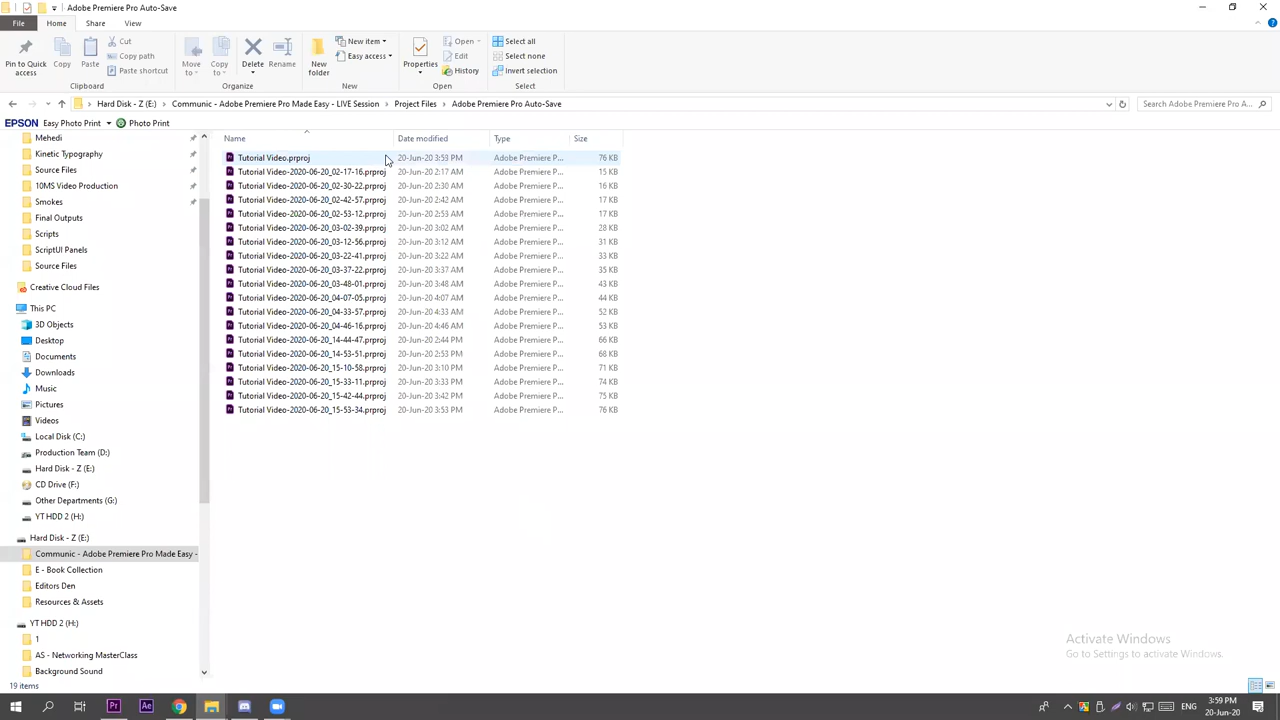 Adobe Premiere Pro Auto-Save
File Home Share View
Pin to Quick access
Copy
Paste
Cut
Copy path
Paste shortcut
Move to
Copy to
Delete
Rename
New folder
New item
Easy access
Properties
Open
Edit
History
Select all
Select none
Invert selection
Clipboard Organize New Open Select
Hard Disk - Z (E:) Communic - Adobe Premiere Pro Made Easy - LIVE Session Project Files Adobe Premiere Pro Auto-Save
Search Adobe Premiere Pro A...
EPSON Easy Photo Print Photo Print
Mehedi
Kinetic Typography
Source Files
10MS Video Production
Smokes
Final Outputs
Scripts
ScriptUI Panels
Source Files
Creative Cloud Files
This PC
3D Objects
Desktop
Documents
Downloads
Music
Pictures
Videos
Local Disk (C:)
Production Team (D:)
Hard Disk - Z (E:)
CD Drive (F:)
Other Departments (G:)
YT HDD 2 (H:)
Hard Disk - Z (E:)
Communic - Adobe Premiere Pro Made Easy -
E - Book Collection
Editors Den
Resources & Assets
YT HDD 2 (H:)
1
AS - Networking MasterClass
Background Sound
Name Date modified Type Size
Tutorial Video.prproj 20-Jun-20 3:59 PM Adobe Premiere P... 76 KB
Tutorial Video-2020-06-20_02-17-16.prproj 20-Jun-20 2:17 AM Adobe Premiere P... 15 KB
Tutorial Video-2020-06-20_02-30-22.prproj 20-Jun-20 2:30 AM Adobe Premiere P... 16 KB
Tutorial Video-2020-06-20_02-42-57.prproj 20-Jun-20 2:42 AM Adobe Premiere P... 17 KB
Tutorial Video-2020-06-20_02-53-12.prproj 20-Jun-20 2:53 AM Adobe Premiere P... 17 KB
Tutorial Video-2020-06-20_03-02-39.prproj 20-Jun-20 3:02 AM Adobe Premiere P... 28 KB
Tutorial Video-2020-06-20_03-12-56.prproj 20-Jun-20 3:12 AM Adobe Premiere P... 31 KB
Tutorial Video-2020-06-20_03-22-41.prproj 20-Jun-20 3:22 AM Adobe Premiere P... 33 KB
Tutorial Video-2020-06-20_03-37-22.prproj 20-Jun-20 3:37 AM Adobe Premiere P... 35 KB
Tutorial Video-2020-06-20_03-48-01.prproj 20-Jun-20 3:48 AM Adobe Premiere P... 43 KB
Tutorial Video-2020-06-20_04-07-05.prproj 20-Jun-20 4:07 AM Adobe Premiere P... 44 KB
Tutorial Video-2020-06-20_04-33-57.prproj 20-Jun-20 4:33 AM Adobe Premiere P... 52 KB
Tutorial Video-2020-06-20_04-46-16.prproj 20-Jun-20 4:46 AM Adobe Premiere P... 53 KB
Tutorial Video-2020-06-20_14-44-47.prproj 20-Jun-20 2:44 PM Adobe Premiere P... 66 KB
Tutorial Video-2020-06-20_14-53-51.prproj 20-Jun-20 2:53 PM Adobe Premiere P... 68 KB
Tutorial Video-2020-06-20_15-10-58.prproj 20-Jun-20 3:10 PM Adobe Premiere P... 71 KB
Tutorial Video-2020-06-20_15-33-11.prproj 20-Jun-20 3:33 PM Adobe Premiere P... 74 KB
Tutorial Video-2020-06-20_15-42-44.prproj 20-Jun-20 3:42 PM Adobe Premiere P... 75 KB
Tutorial Video-2020-06-20_15-53-34.prproj 20-Jun-20 3:53 PM Adobe Premiere P... 76 KB
Activate Windows
Go to Settings to activate Windows.
19 items
Pr Ae
ENG
3:59 PM
20-Jun-20